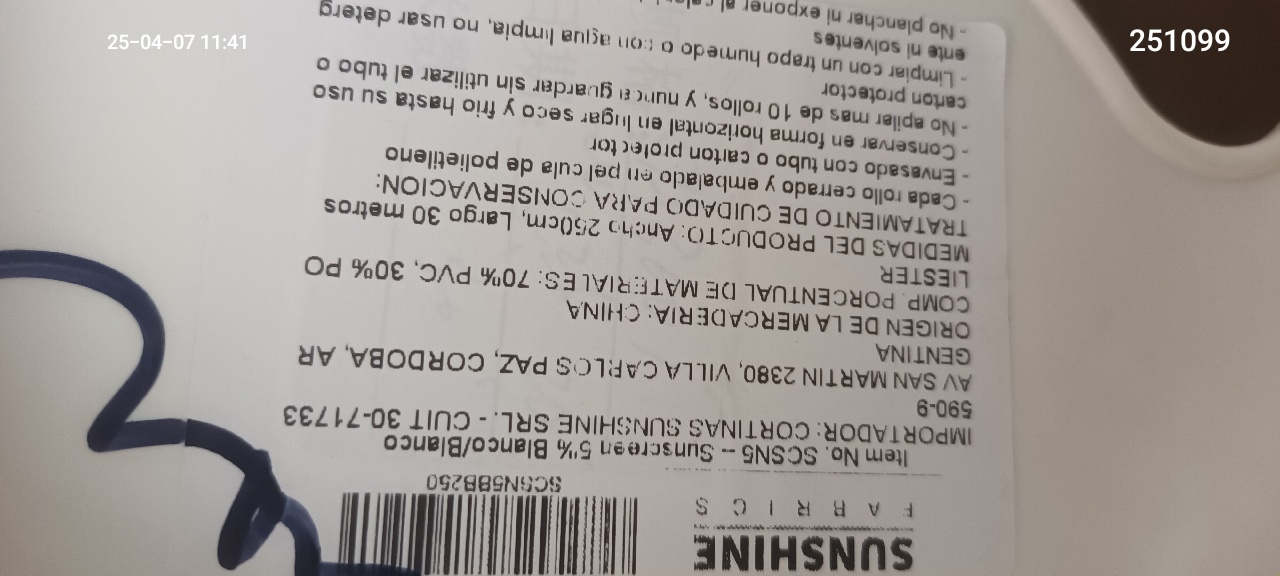 25-04-07 11:41
251099
SUNSHINE
FABRICS
SCSN5BB250
Item No. SCSN5 -- Sunscreen 5% Blanco/Blanco
IMPORTADOR: CORTINAS SUNSHINE SRL. - CUIT 30-71733
590-9
AV SAN MARTIN 2380, VILLA CARLOS PAZ, CORDOBA, AR
GENTINA
ORIGEN DE LA MERCADERIA: CHINA
COMP. PORCENTUAL DE MATERIALES: 70% PVC, 30% PO
LIESTER
MEDIDAS DEL PRODUCTO: Ancho 250cm, Largo 30 metros
TRATAMIENTO DE CUIDADO PARA CONSERVACION:
- Cada rollo cerrado y embalado en pelicula de polietileno
- Envasado con tubo o carton protector
- Conservar en forma horizontal en lugar seco y frio hasta su uso
- No apilar mas de 10 rollos, y nunca guardar sin utilizar el tubo o
carton protector
- Limpiar con un trapo humedo o con agua limpia, no usar deterg
ente ni solventes
- No planchar ni exponer al